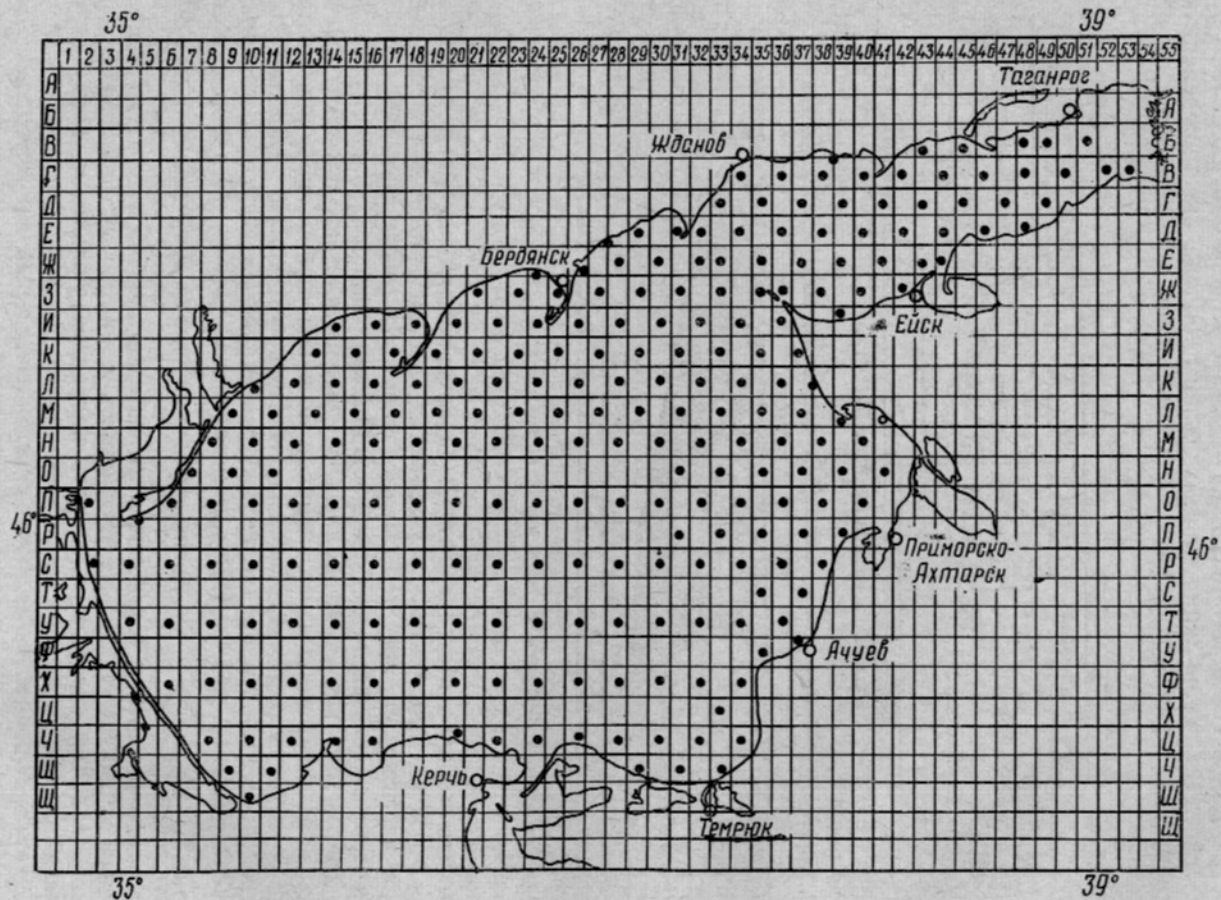 35° 39°
1 2 3 4 5 6 7 8 9 10 11 12 13 14 15 16 17 18 19 20 21 22 23 24 25 26 27 28 29 30 31 32 33 34 35 36 37 38 39 40 41 42 43 44 45 46 47 48 49 50 51 52 53 54 55
Таганрог
А
А
Б
Б
Жданов
В
В
Г
Г
Д
Д
Е
Бердянск
Е
Ж
Ж
З
Ейск
З
И
И
К
К
Л
Л
М
М
Н
Н
О
О
П
46°
П
Р
46°
Приморско-
Р
С
Ахтарск
С
Т
Т
У
Ачуев
У
Ф
Ф
Х
Х
Ц
Ц
Ч
Керчь
Ч
Щ
Ш
Щ
Темрюк
Щ
35° 39°